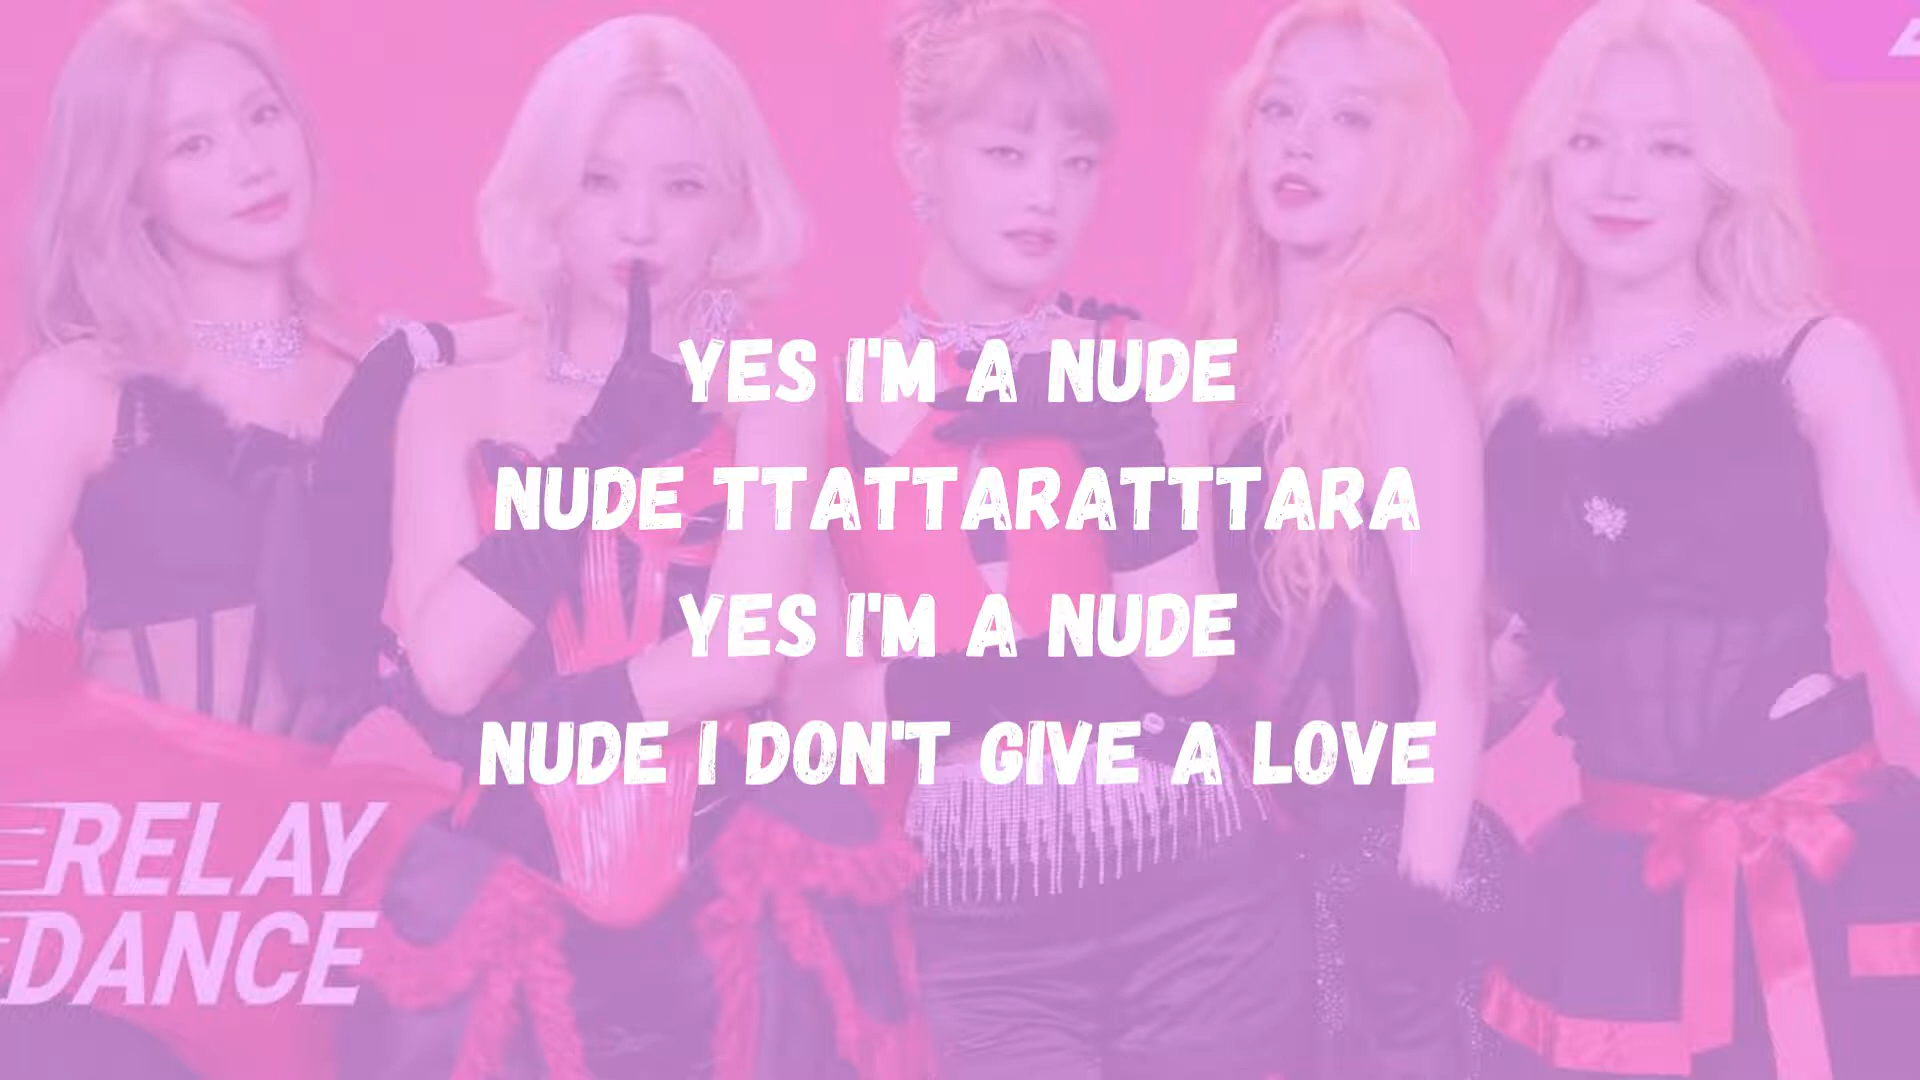 YES I'M A NUDE
NUDE TTATTARATTTARA
YES I'M A NUDE
NUDE I DON'T GIVE A LOVE
RELAY
DANCE